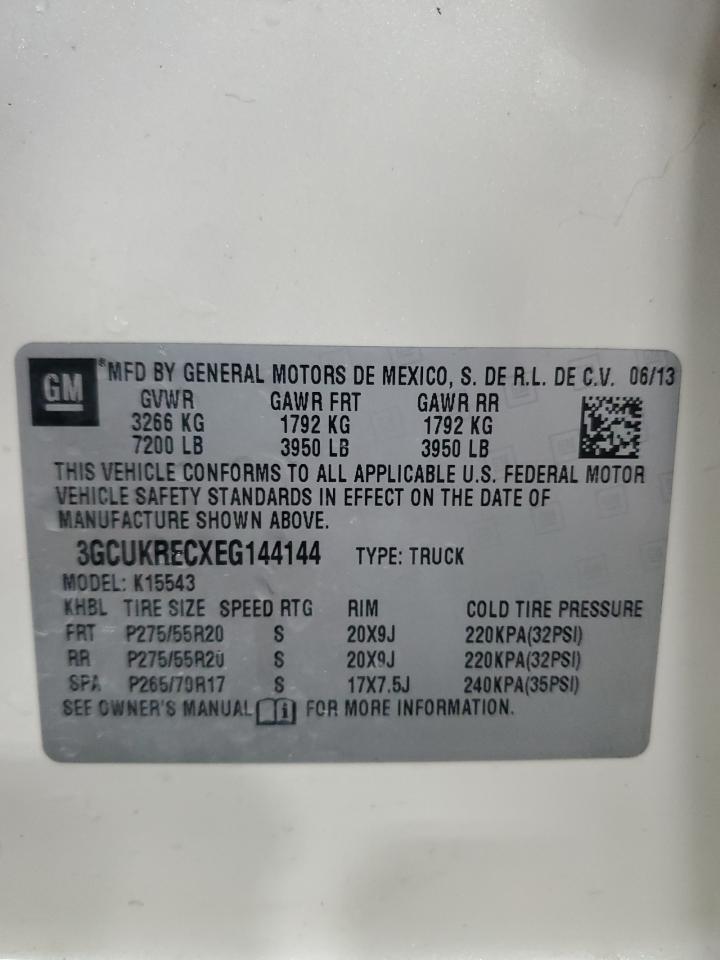 GM
*MFD BY GENERAL MOTORS DE MEXICO, S. DE R.L. DE C.V. 06/13
GVWR GAWR FRT GAWR RR
3266 KG 1792 KG 1792 KG
7200 LB 3950 LB 3950 LB
THIS VEHICLE CONFORMS TO ALL APPLICABLE U.S. FEDERAL MOTOR
VEHICLE SAFETY STANDARDS IN EFFECT ON THE DATE OF
MANUFACTURE SHOWN ABOVE.
3GCUKRECXEG144144 TYPE: TRUCK
MODEL: K15543
KHBL TIRE SIZE SPEED RTG RIM COLD TIRE PRESSURE
FRT P275/55R20 S 20X9J 220KPA(32PSI)
RR P275/55R20 S 20X9J 220KPA(32PSI)
SPA P265/70R17 S 17X7.5J 240KPA(35PSI)
SEE OWNER'S MANUAL FOR MORE INFORMATION.